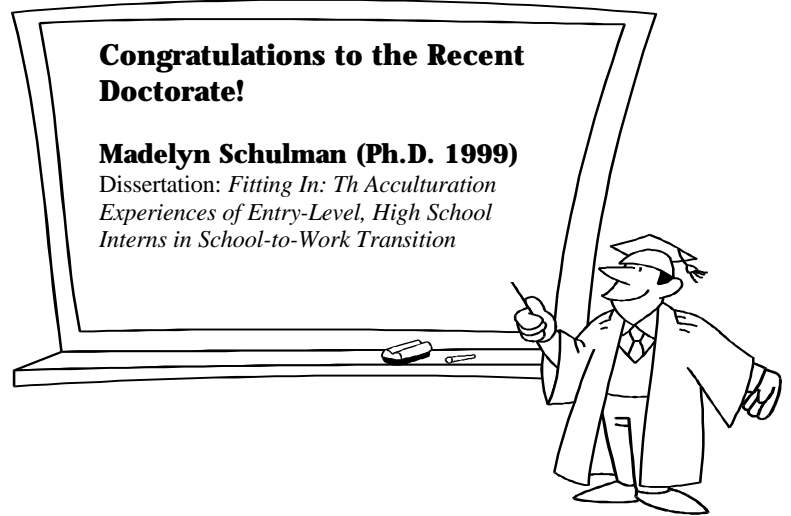 Congratulations to the Recent
Doctorate!
Madelyn Schulman (Ph.D. 1999)
Dissertation: Fitting In: Th Acculturation
Experiences of Entry-Level, High School
Interns in School-to-Work Transition